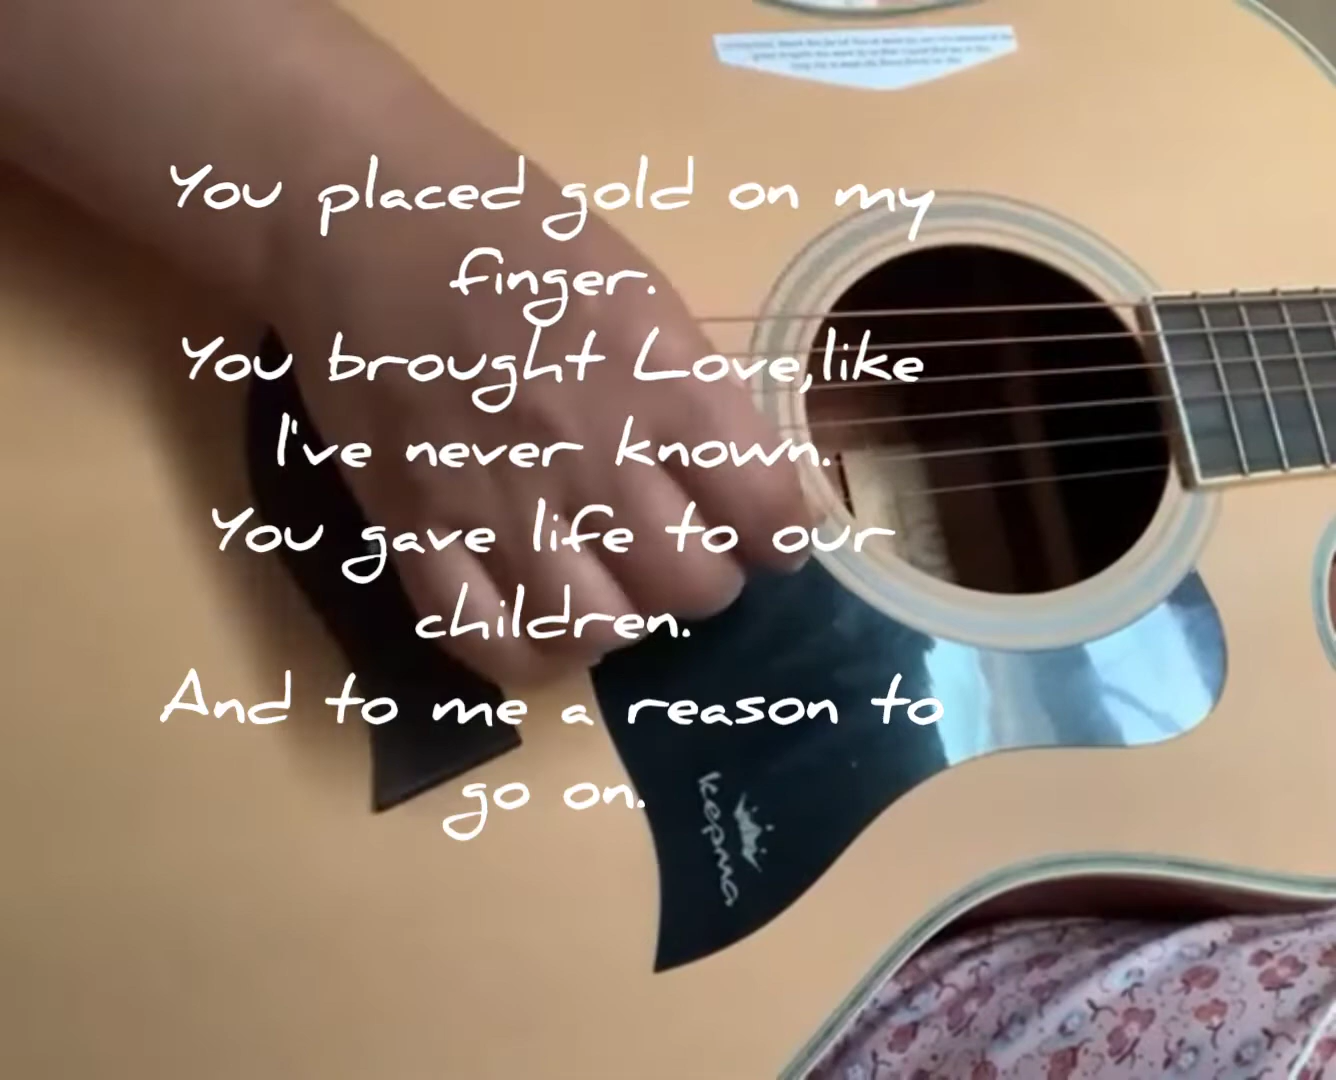 You placed gold on my
finger.
You brought Love,like
I've never known.
You gave life to our
children.
And to me a reason to
go on.
kepma